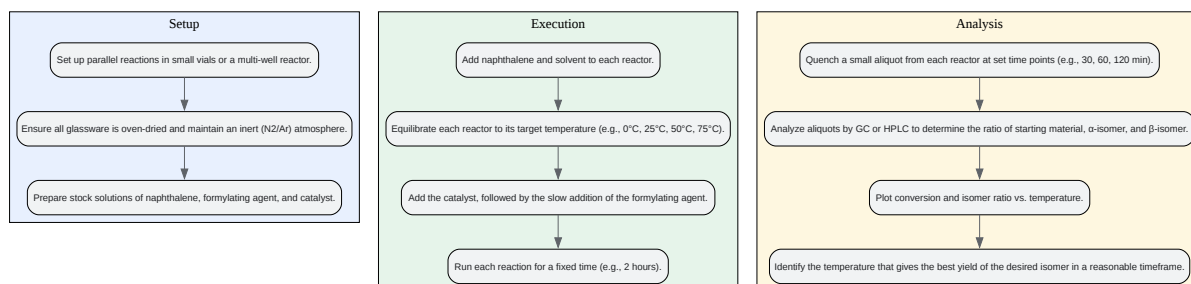 Setup
Set up parallel reactions in small vials or a multi-well reactor.
Ensure all glassware is oven-dried and maintain an inert (N2/Ar) atmosphere.
Prepare stock solutions of naphthalene, formylating agent, and catalyst.
Execution
Add naphthalene and solvent to each reactor.
Equilibrate each reactor to its target temperature (e.g., 0°C, 25°C, 50°C, 75°C).
Add the catalyst, followed by the slow addition of the formylating agent.
Run each reaction for a fixed time (e.g., 2 hours).
Analysis
Quench a small aliquot from each reactor at set time points (e.g., 30, 60, 120 min).
Analyze aliquots by GC or HPLC to determine the ratio of starting material, α-isomer, and β-isomer.
Plot conversion and isomer ratio vs. temperature.
Identify the temperature that gives the best yield of the desired isomer in a reasonable timeframe.